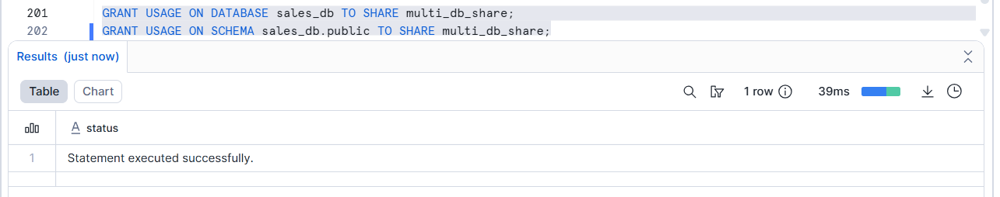 201 GRANT USAGE ON DATABASE sales_db TO SHARE multi_db_share;
202 GRANT USAGE ON SCHEMA sales_db.public TO SHARE multi_db_share;
Results (just now)
Table Chart 1 row 39ms
A status
1 Statement executed successfully.